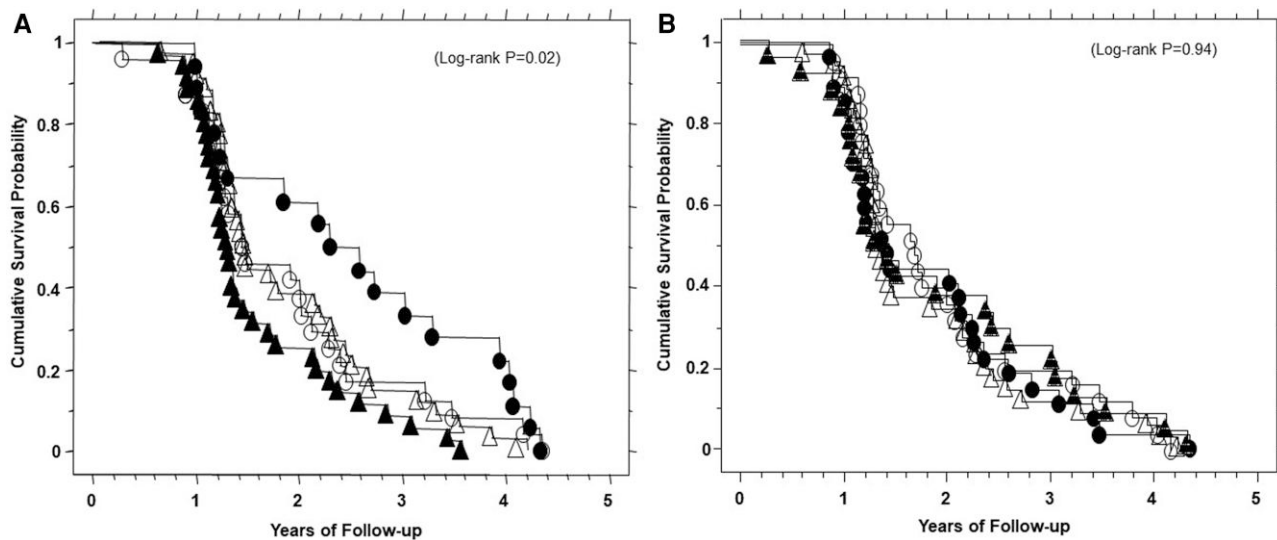 A
(Log-rank P=0.02)
Cumulative Survival Probability
1
0.8
0.6
0.4
0.2
0
0 1 2 3 4 5
Years of Follow-up
B
(Log-rank P=0.94)
Cumulative Survival Probability
1
0.8
0.6
0.4
0.2
0
0 1 2 3 4 5
Years of Follow-up